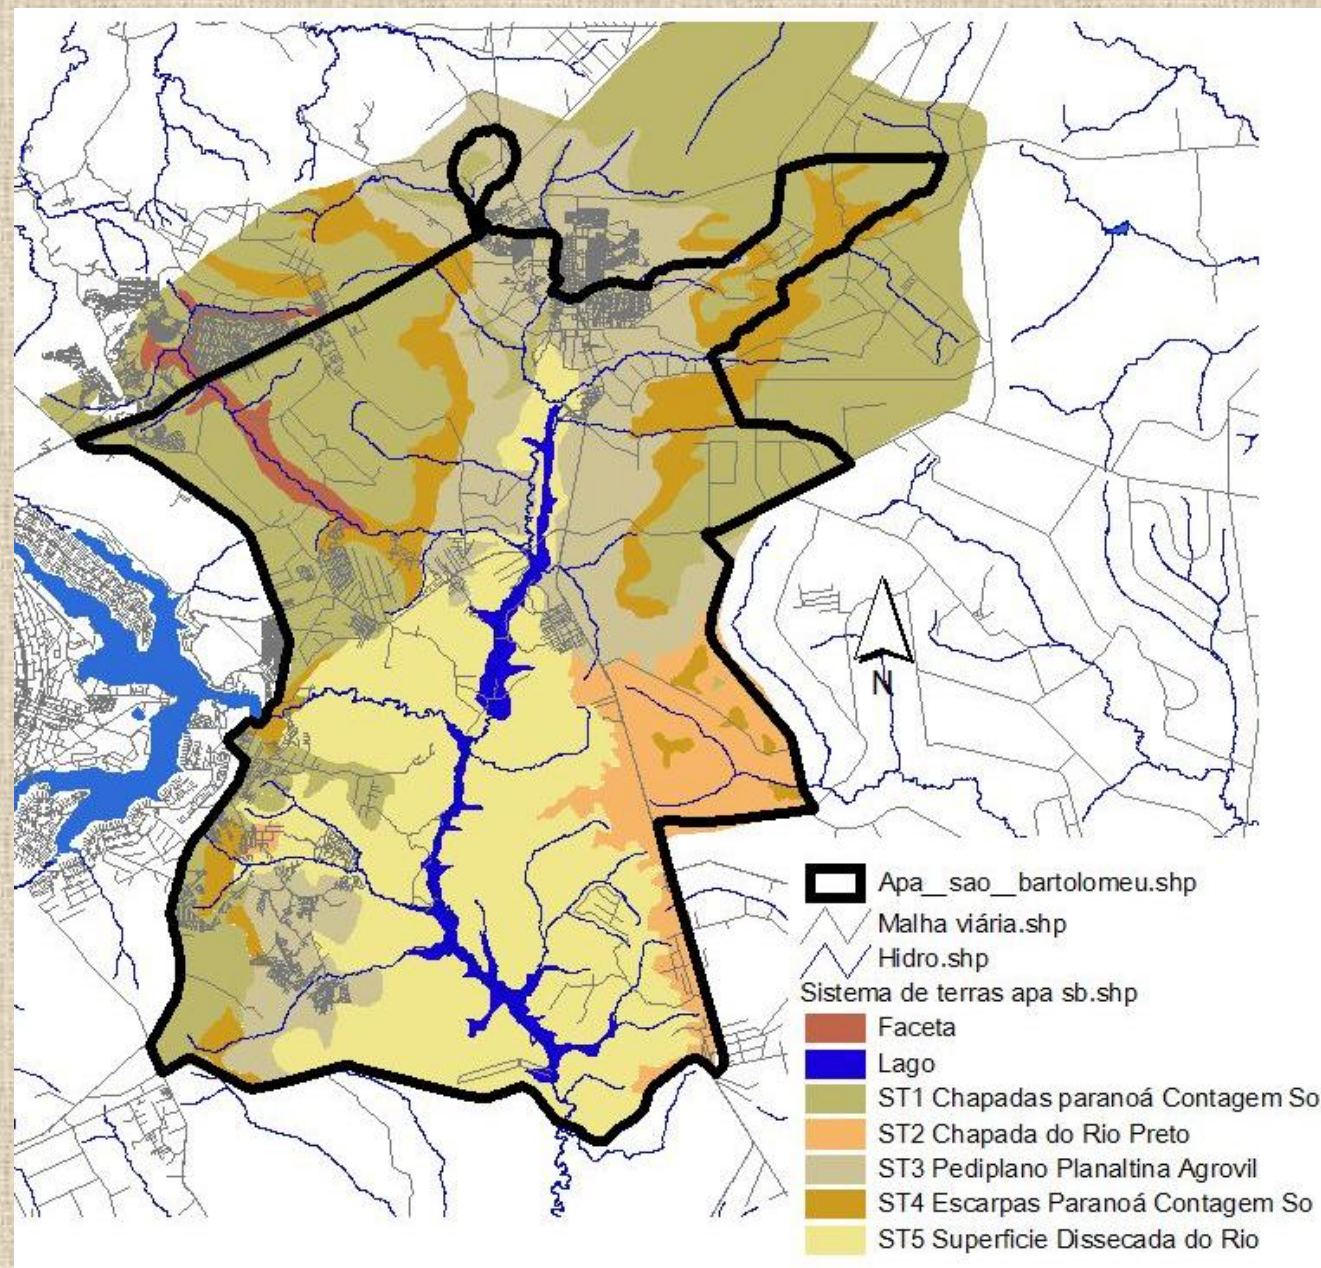 N
Apa__sao__bartolomeu.shp
Malha viária.shp
Hidro.shp
Sistema de terras apa sb.shp
Faceta
Lago
ST1 Chapadas paranoá Contagem So
ST2 Chapada do Rio Preto
ST3 Pediplano Planaltina Agrovil
ST4 Escarpas Paranoá Contagem So
ST5 Superficie Dissecada do Rio